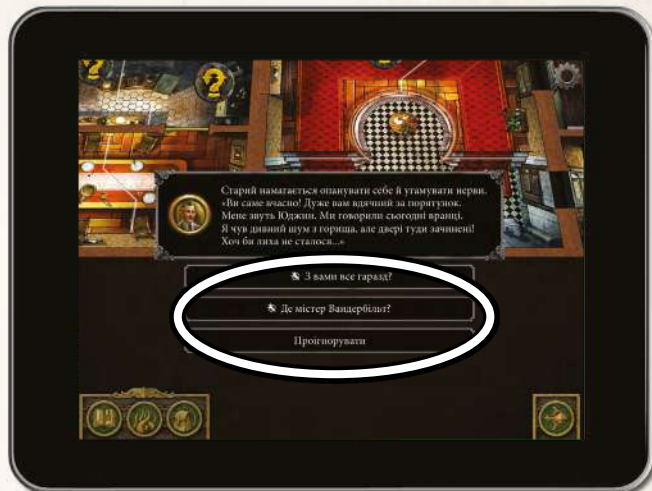 Старий намагається опанувати себе й угамувати нерви.
«Ви саме вчасно! Дуже вам вдячний за порятунок.
Мене звуть Юджин. Ми говорили сьогодні вранці.
Я чув дивний шум з горища, але двері туди зачинені!
Хоч би лиха не сталося...»
З вами все гаразд?
Де містер Вандербільт?
Проігнорувати